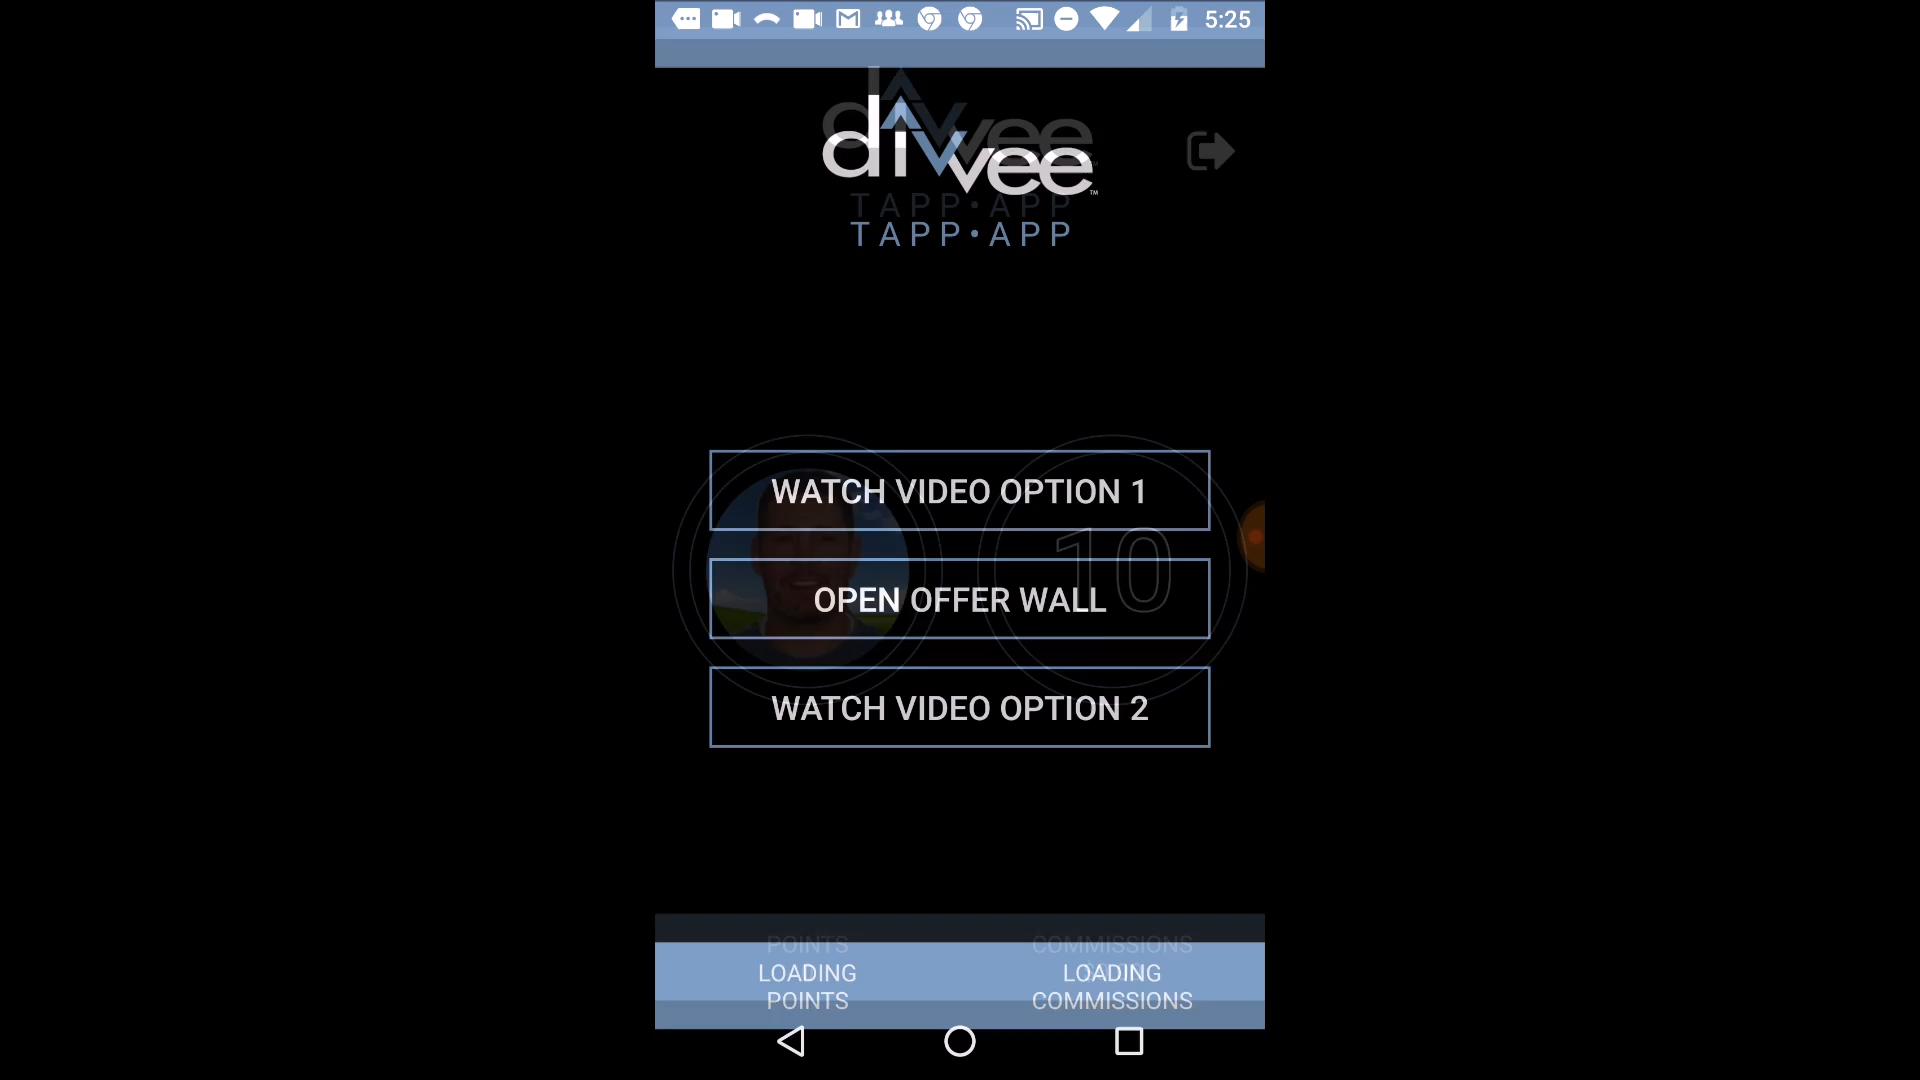 5:25
divvee™
TAPP•APP
TAPP•APP
WATCH VIDEO OPTION 1
10
OPEN OFFER WALL
WATCH VIDEO OPTION 2
POINTS
COMMISSIONS
LOADING
POINTS
LOADING
COMMISSIONS